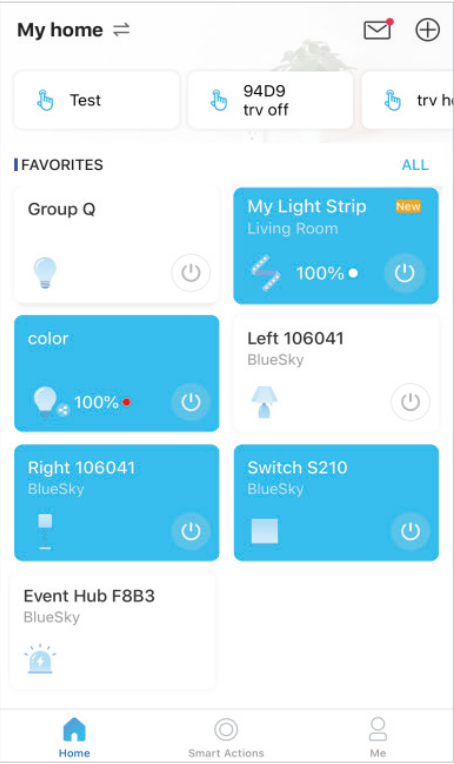 My home
Test
94D9
trv off
trv h
FAVORITES
ALL
Group Q
My Light Strip
New
Living Room
100%
color
100%
Left 106041
BlueSky
Right 106041
BlueSky
Switch S210
BlueSky
Event Hub F8B3
BlueSky
Home
Smart Actions
Me